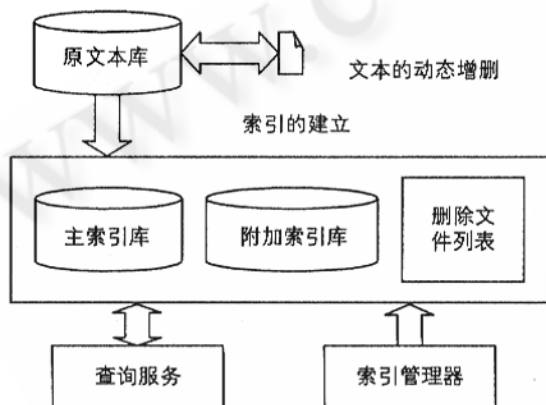 原文本库
文本的动态增删
索引的建立
主索引库
附加索引库
删除文
件列表
查询服务
索引管理器